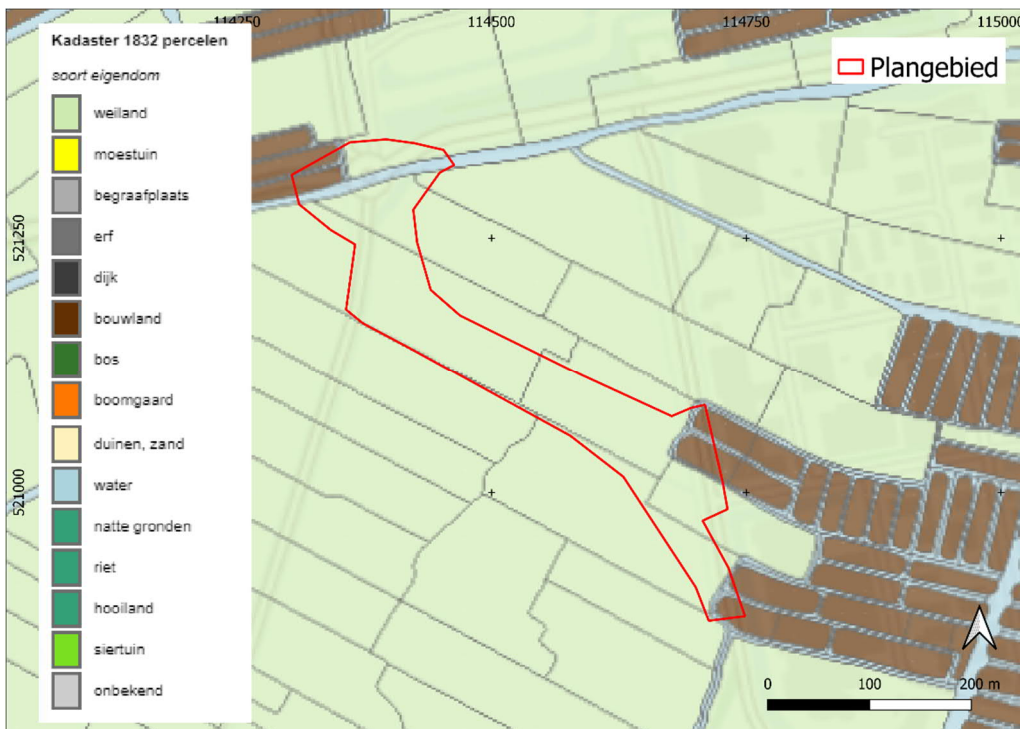 114250
114500
114750
115000
Kadaster 1832 percelen
soort eigendom
weiland
moestuin
begraafplaats
erf
dijk
bouwland
bos
boomgaard
duinen, zand
water
natte gronden
riet
hooiland
siertuin
onbekend
Plangebied
521250
521000
0 100 200 m